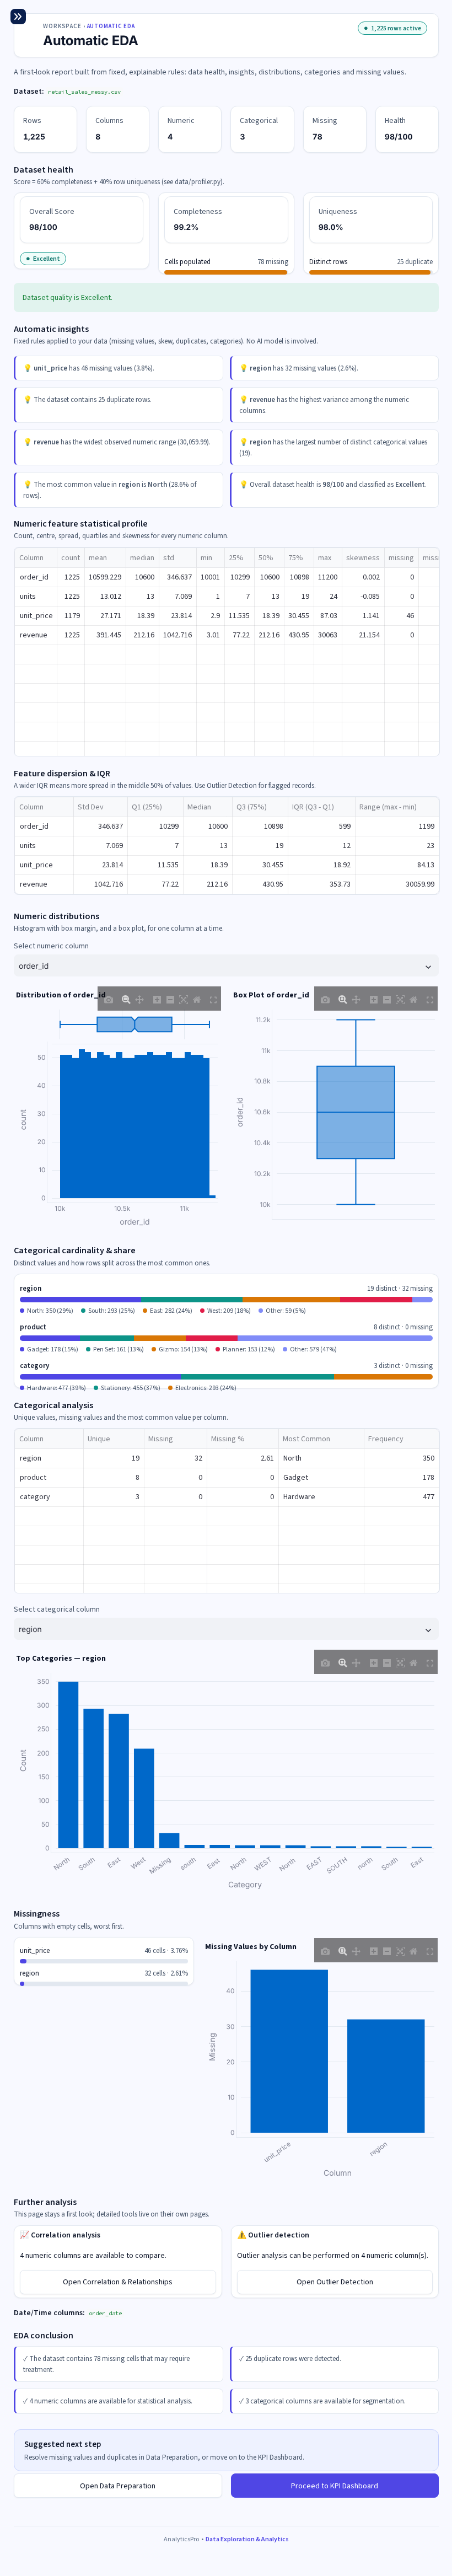 WORKSPACE › AUTOMATIC EDA
Automatic EDA
1,225 rows active
A first-look report built from fixed, explainable rules: data health, insights, distributions, categories and missing values.
Dataset: retail_sales_messy.csv
Rows
1,225
Columns
8
Numeric
4
Categorical
3
Missing
78
Health
98/100
Dataset health
Score = 60% completeness + 40% row uniqueness (see data/profiler.py).
Overall Score
98/100
Excellent
Completeness
99.2%
Cells populated 78 missing
Uniqueness
98.0%
Distinct rows 25 duplicate
Dataset quality is Excellent.
Automatic insights
Fixed rules applied to your data (missing values, skew, duplicates, categories). No AI model is involved.
💡 unit_price has 46 missing values (3.8%).
💡 region has 32 missing values (2.6%).
💡 The dataset contains 25 duplicate rows.
💡 revenue has the highest variance among the numeric
columns.
💡 revenue has the widest observed numeric range (30,059.99).
💡 region has the largest number of distinct categorical values
(19).
💡 The most common value in region is North (28.6% of
rows).
💡 Overall dataset health is 98/100 and classified as Excellent.
Numeric feature statistical profile
Count, centre, spread, quartiles and skewness for every numeric column.
Column count mean median std min 25% 50% 75% max skewness missing miss
order_id 1225 10599.229 10600 346.637 10001 10299 10600 10898 11200 0.002 0
units 1225 13.012 13 7.069 1 7 13 19 24 -0.085 0
unit_price 1179 27.171 18.39 23.814 2.9 11.535 18.39 30.455 87.03 1.141 46
revenue 1225 391.445 212.16 1042.716 3.01 77.22 212.16 430.95 30063 21.154 0
Feature dispersion & IQR
A wider IQR means more spread in the middle 50% of values. Use Outlier Detection for flagged records.
Column Std Dev Q1 (25%) Median Q3 (75%) IQR (Q3 - Q1) Range (max - min)
order_id 346.637 10299 10600 10898 599 1199
units 7.069 7 13 19 12 23
unit_price 23.814 11.535 18.39 30.455 18.92 84.13
revenue 1042.716 77.22 212.16 430.95 353.73 30059.99
Numeric distributions
Histogram with box margin, and a box plot, for one column at a time.
Select numeric column
order_id
Distribution of order_id
50
40
30
20
10
0
count
10k 10.5k 11k
order_id
Box Plot of order_id
11.2k
11k
10.8k
10.6k
10.4k
10.2k
10k
order_id
Categorical cardinality & share
Distinct values and how rows split across the most common ones.
region 19 distinct · 32 missing
North: 350 (29%) South: 293 (25%) East: 282 (24%) West: 209 (18%) Other: 59 (5%)
product 8 distinct · 0 missing
Gadget: 178 (15%) Pen Set: 161 (13%) Gizmo: 154 (13%) Planner: 153 (12%) Other: 579 (47%)
category 3 distinct · 0 missing
Hardware: 477 (39%) Stationery: 455 (37%) Electronics: 293 (24%)
Categorical analysis
Unique values, missing values and the most common value per column.
Column Unique Missing Missing % Most Common Frequency
region 19 32 2.61 North 350
product 8 0 0 Gadget 178
category 3 0 0 Hardware 477
Select categorical column
region
Top Categories — region
350
300
250
200
150
100
50
0
Count
North South East West Missing south East North WEST North EAST SOUTH north South East
Category
Missingness
Columns with empty cells, worst first.
unit_price 46 cells · 3.76%
region 32 cells · 2.61%
Missing Values by Column
40
30
20
10
0
Missing
unit_price region
Column
Further analysis
This page stays a first look; detailed tools live on their own pages.
📈 Correlation analysis
4 numeric columns are available to compare.
Open Correlation & Relationships
⚠️ Outlier detection
Outlier analysis can be performed on 4 numeric column(s).
Open Outlier Detection
Date/Time columns: order_date
EDA conclusion
✓ The dataset contains 78 missing cells that may require
treatment.
✓ 25 duplicate rows were detected.
✓ 4 numeric columns are available for statistical analysis.
✓ 3 categorical columns are available for segmentation.
Suggested next step
Resolve missing values and duplicates in Data Preparation, or move on to the KPI Dashboard.
Open Data Preparation
Proceed to KPI Dashboard
AnalyticsPro • Data Exploration & Analytics